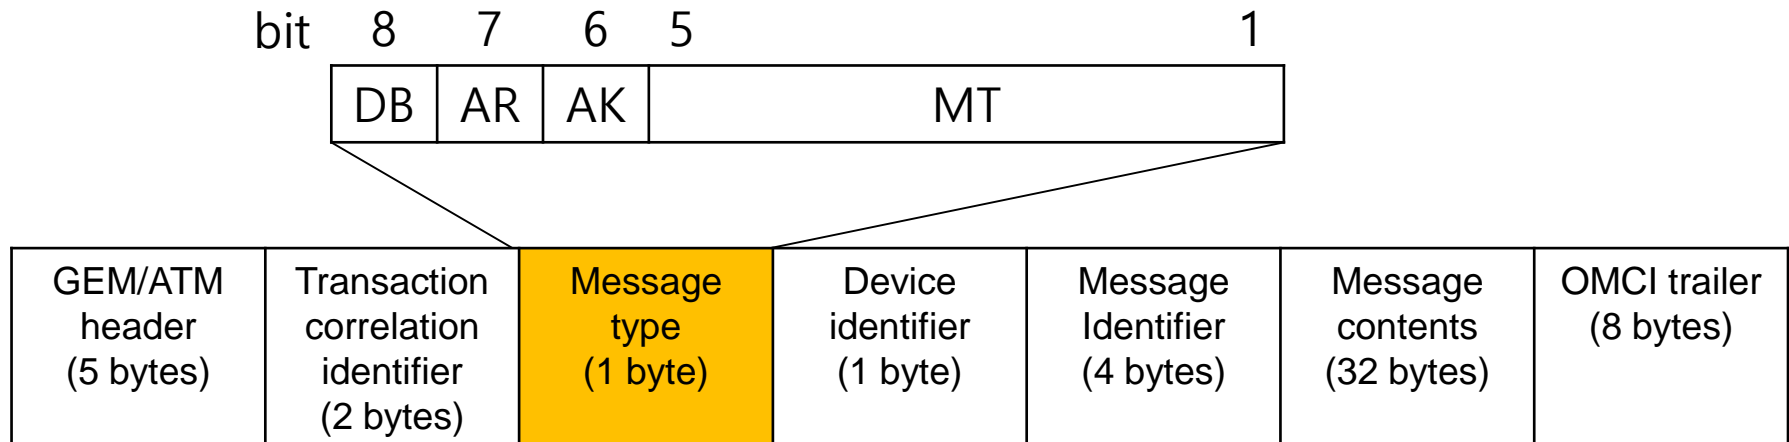 bit 8 7 6 5 1
DB AR AK MT
GEM/ATM
header
(5 bytes)
Transaction
correlation
identifier
(2 bytes)
Message
type
(1 byte)
Device
identifier
(1 byte)
Message
Identifier
(4 bytes)
Message
contents
(32 bytes)
OMCI trailer
(8 bytes)